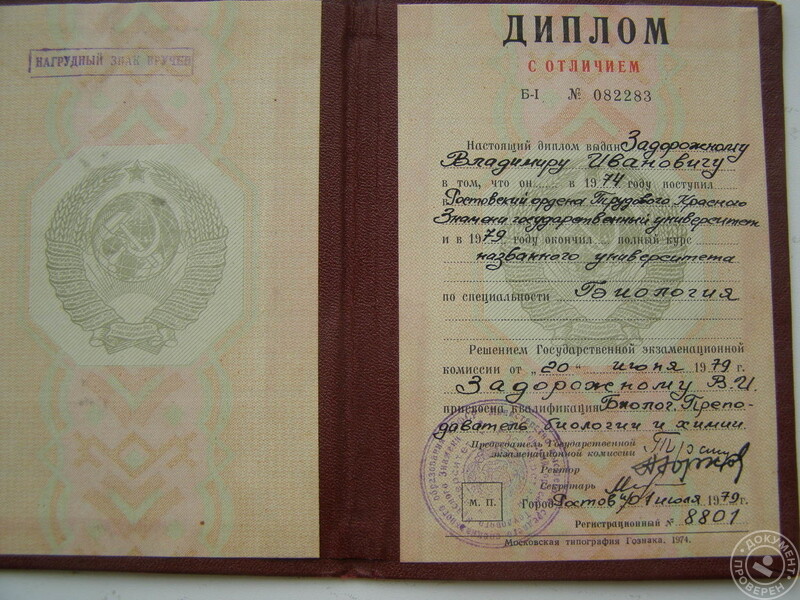 НАГРУДНЫЙ ЗНАК ВРУЧЕН
ДИПЛОМ
С ОТЛИЧИЕМ
Б-I № 082283
Настоящий диплом выдан Задорожному
Владимиру Ивановичу
в том, что он в 1974 году поступил
в Ростовский ордена Трудового Красного
Знамени государственный университет
и в 1979 году окончил полный курс
названного университета
по специальности Биология
Решением Государственной экзаменационной
комиссии от „20“ июня 1979 г.
Задорожному В.И.
присвоена квалификация Биолог. Препо-
даватель биологии и химии.
Председатель Государственной
экзаменационной комиссии
Ректор
Секретарь
М. П.
Город Ростов н/Д 1 июля 1979 г.
Регистрационный № 8801
Московская типография Гознака, 1974.
ДОКУМЕНТ
ПРОВЕРЕН